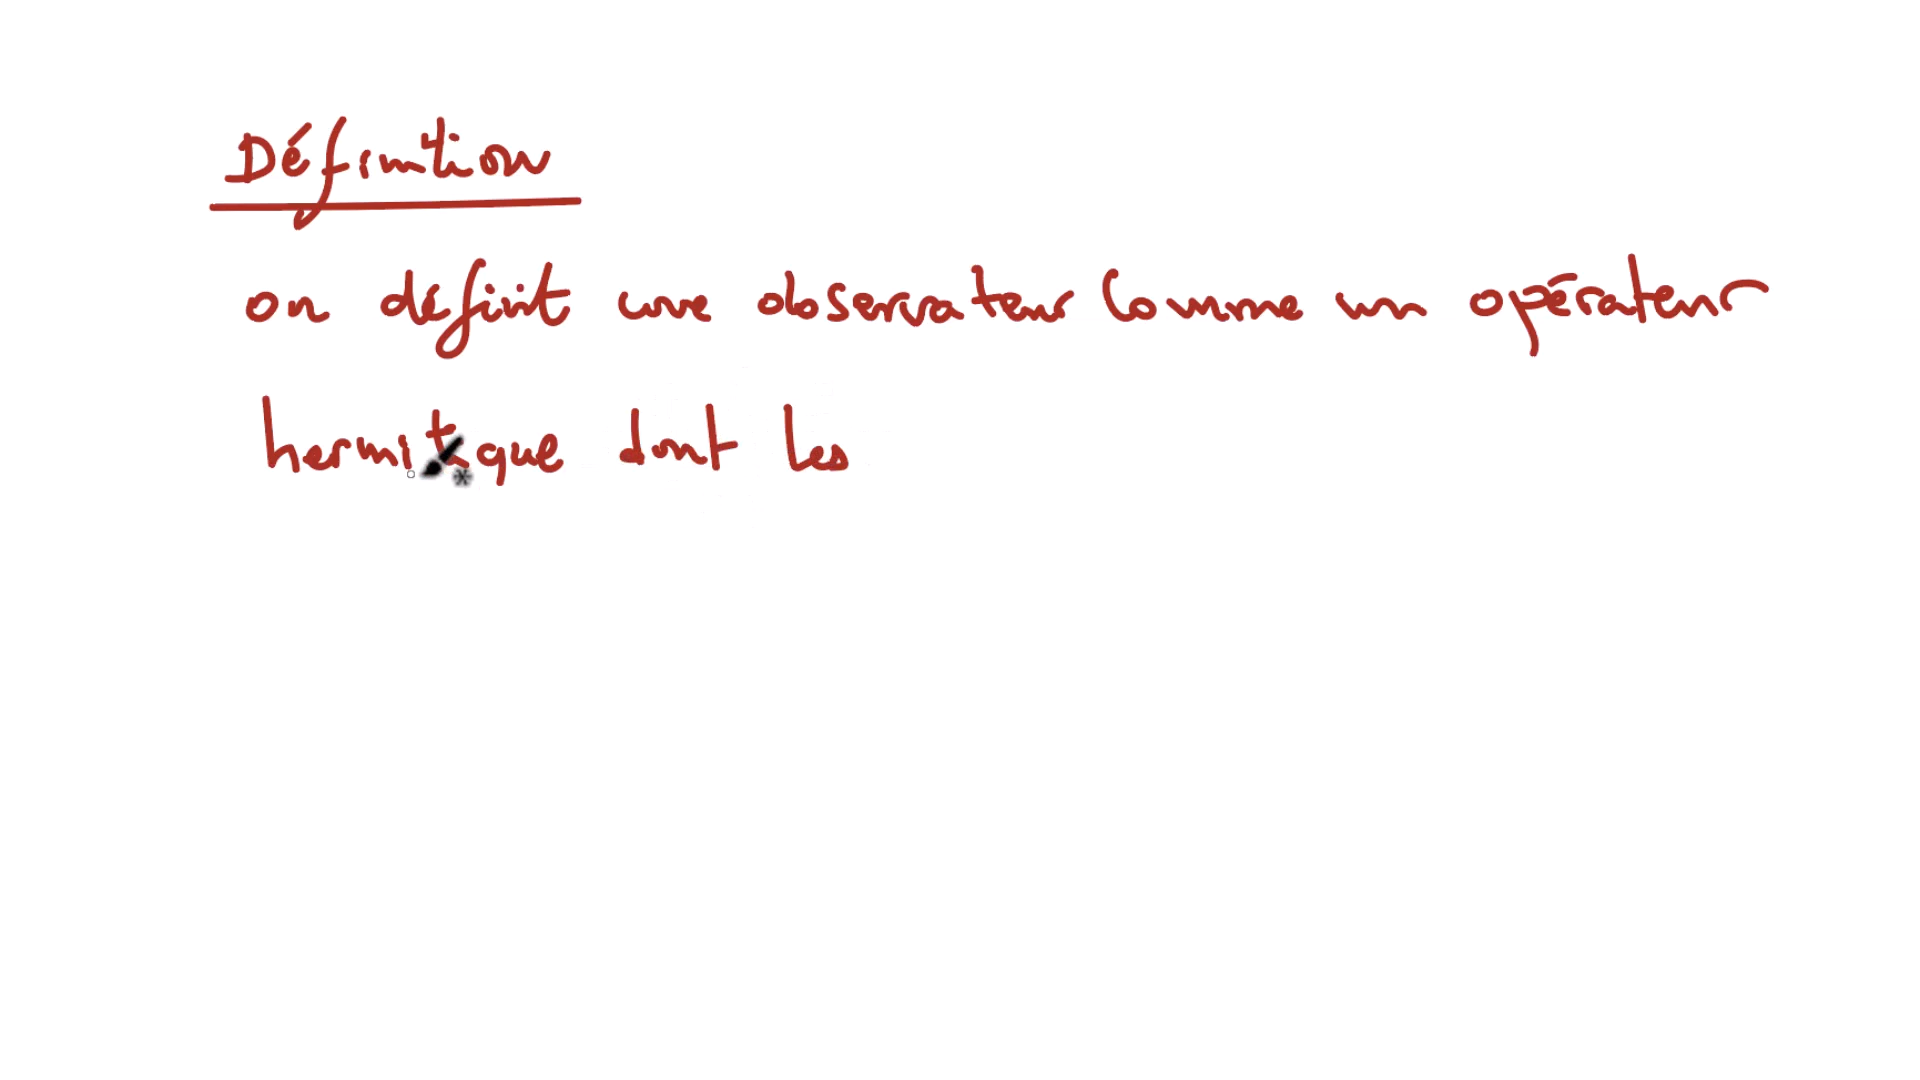 Définition
on définit une observateur comme un opérateur
hermitique dont les